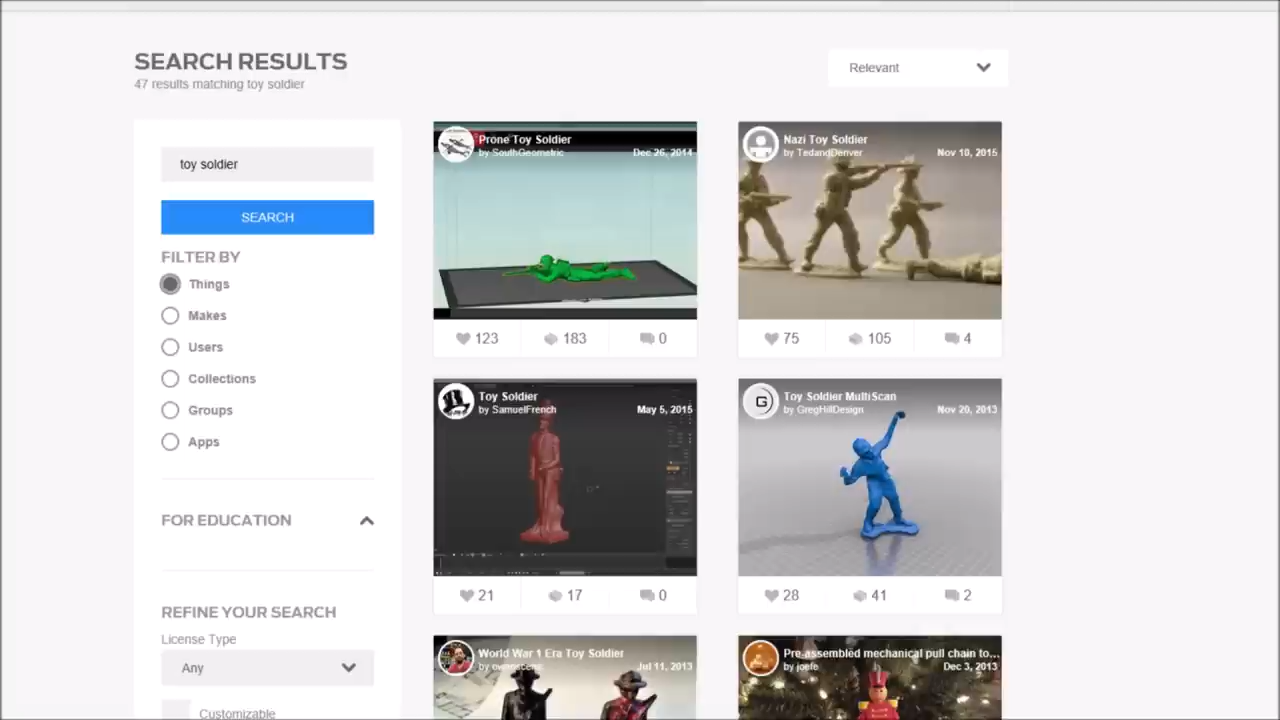 SEARCH RESULTS
47 results matching toy soldier
Relevant
toy soldier
SEARCH
FILTER BY
Things
Makes
Users
Collections
Groups
Apps
FOR EDUCATION
REFINE YOUR SEARCH
License Type
Any
Customizable
Prone Toy Soldier
by SouthGeometric Dec 26, 2014
123 183 0
Nazi Toy Soldier
by TedandDenver Nov 10, 2015
75 105 4
Toy Soldier
by SamuelFrench May 5, 2015
21 17 0
G
Toy Soldier MultiScan
by GregHillDesign Nov 20, 2013
28 41 2
World War 1 Era Toy Soldier
by Jul 11, 2013
Pre-assembled mechanical pull chain to...
by joefe Dec 3, 2013